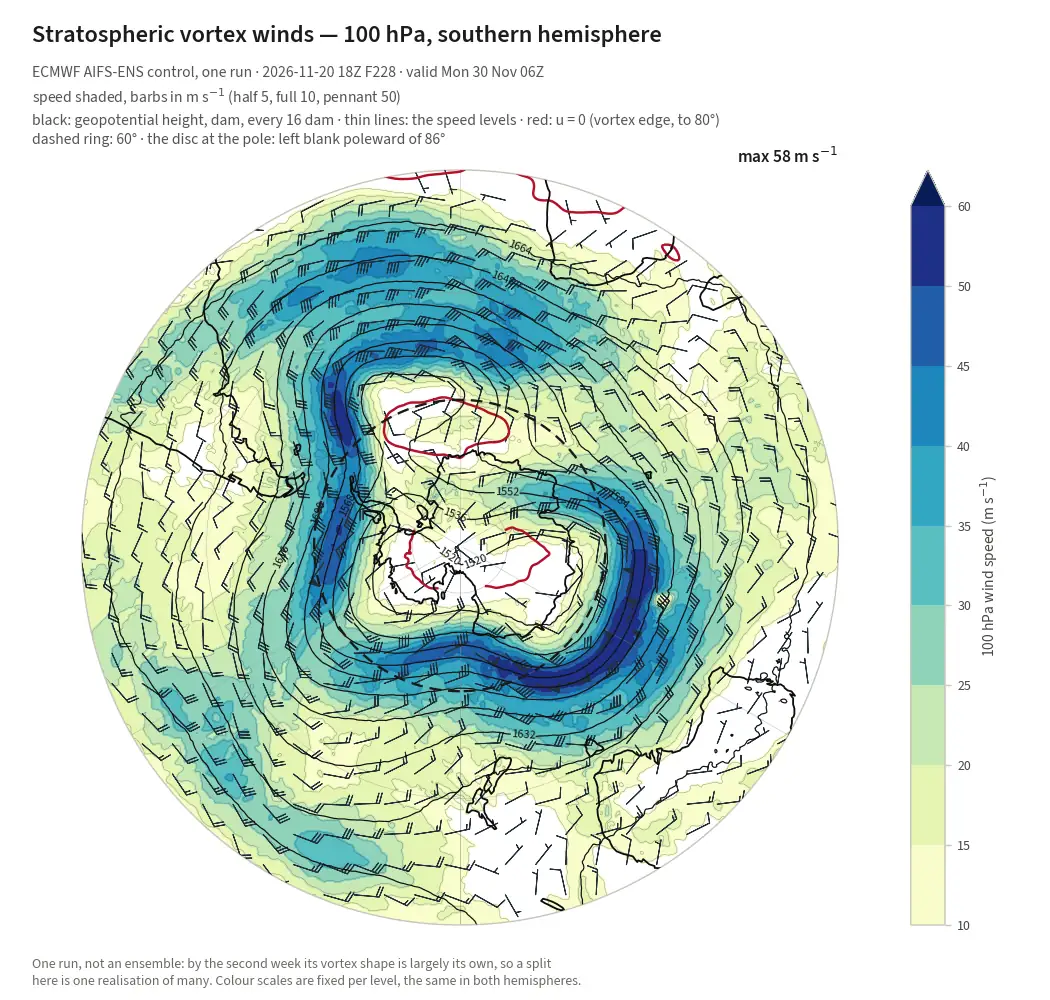 Stratospheric vortex winds — 100 hPa, southern hemisphere
ECMWF AIFS-ENS control, one run · 2026-11-20 18Z F228 · valid Mon 30 Nov 06Z
speed shaded, barbs in m s⁻¹ (half 5, full 10, pennant 50)
black: geopotential height, dam, every 16 dam · thin lines: the speed levels · red: u = 0 (vortex edge, to 80°)
dashed ring: 60° · the disc at the pole: left blank poleward of 86°
max 58 m s⁻¹
60
50
45
40
35
30
25
20
15
10
100 hPa wind speed (m s⁻¹)
1664
1648
1552
1584
1536
1520
1520
1568
1632
One run, not an ensemble: by the second week its vortex shape is largely its own, so a split
here is one realisation of many. Colour scales are fixed per level, the same in both hemispheres.